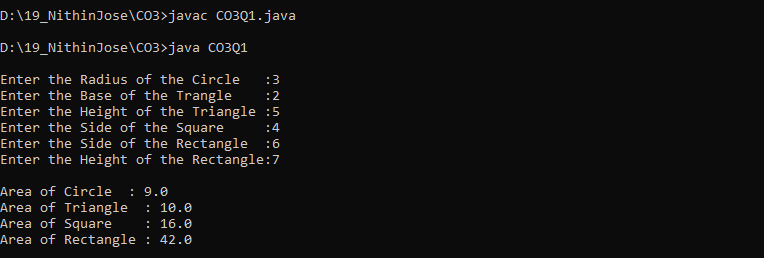 D:\19_NithinJose\CO3>javac CO3Q1.java
D:\19_NithinJose\CO3>java CO3Q1
Enter the Radius of the Circle   :3
Enter the Base of the Trangle    :2
Enter the Height of the Triangle :5
Enter the Side of the Square     :4
Enter the Side of the Rectangle  :6
Enter the Height of the Rectangle:7
Area of Circle  : 9.0
Area of Triangle  : 10.0
Area of Square    : 16.0
Area of Rectangle : 42.0